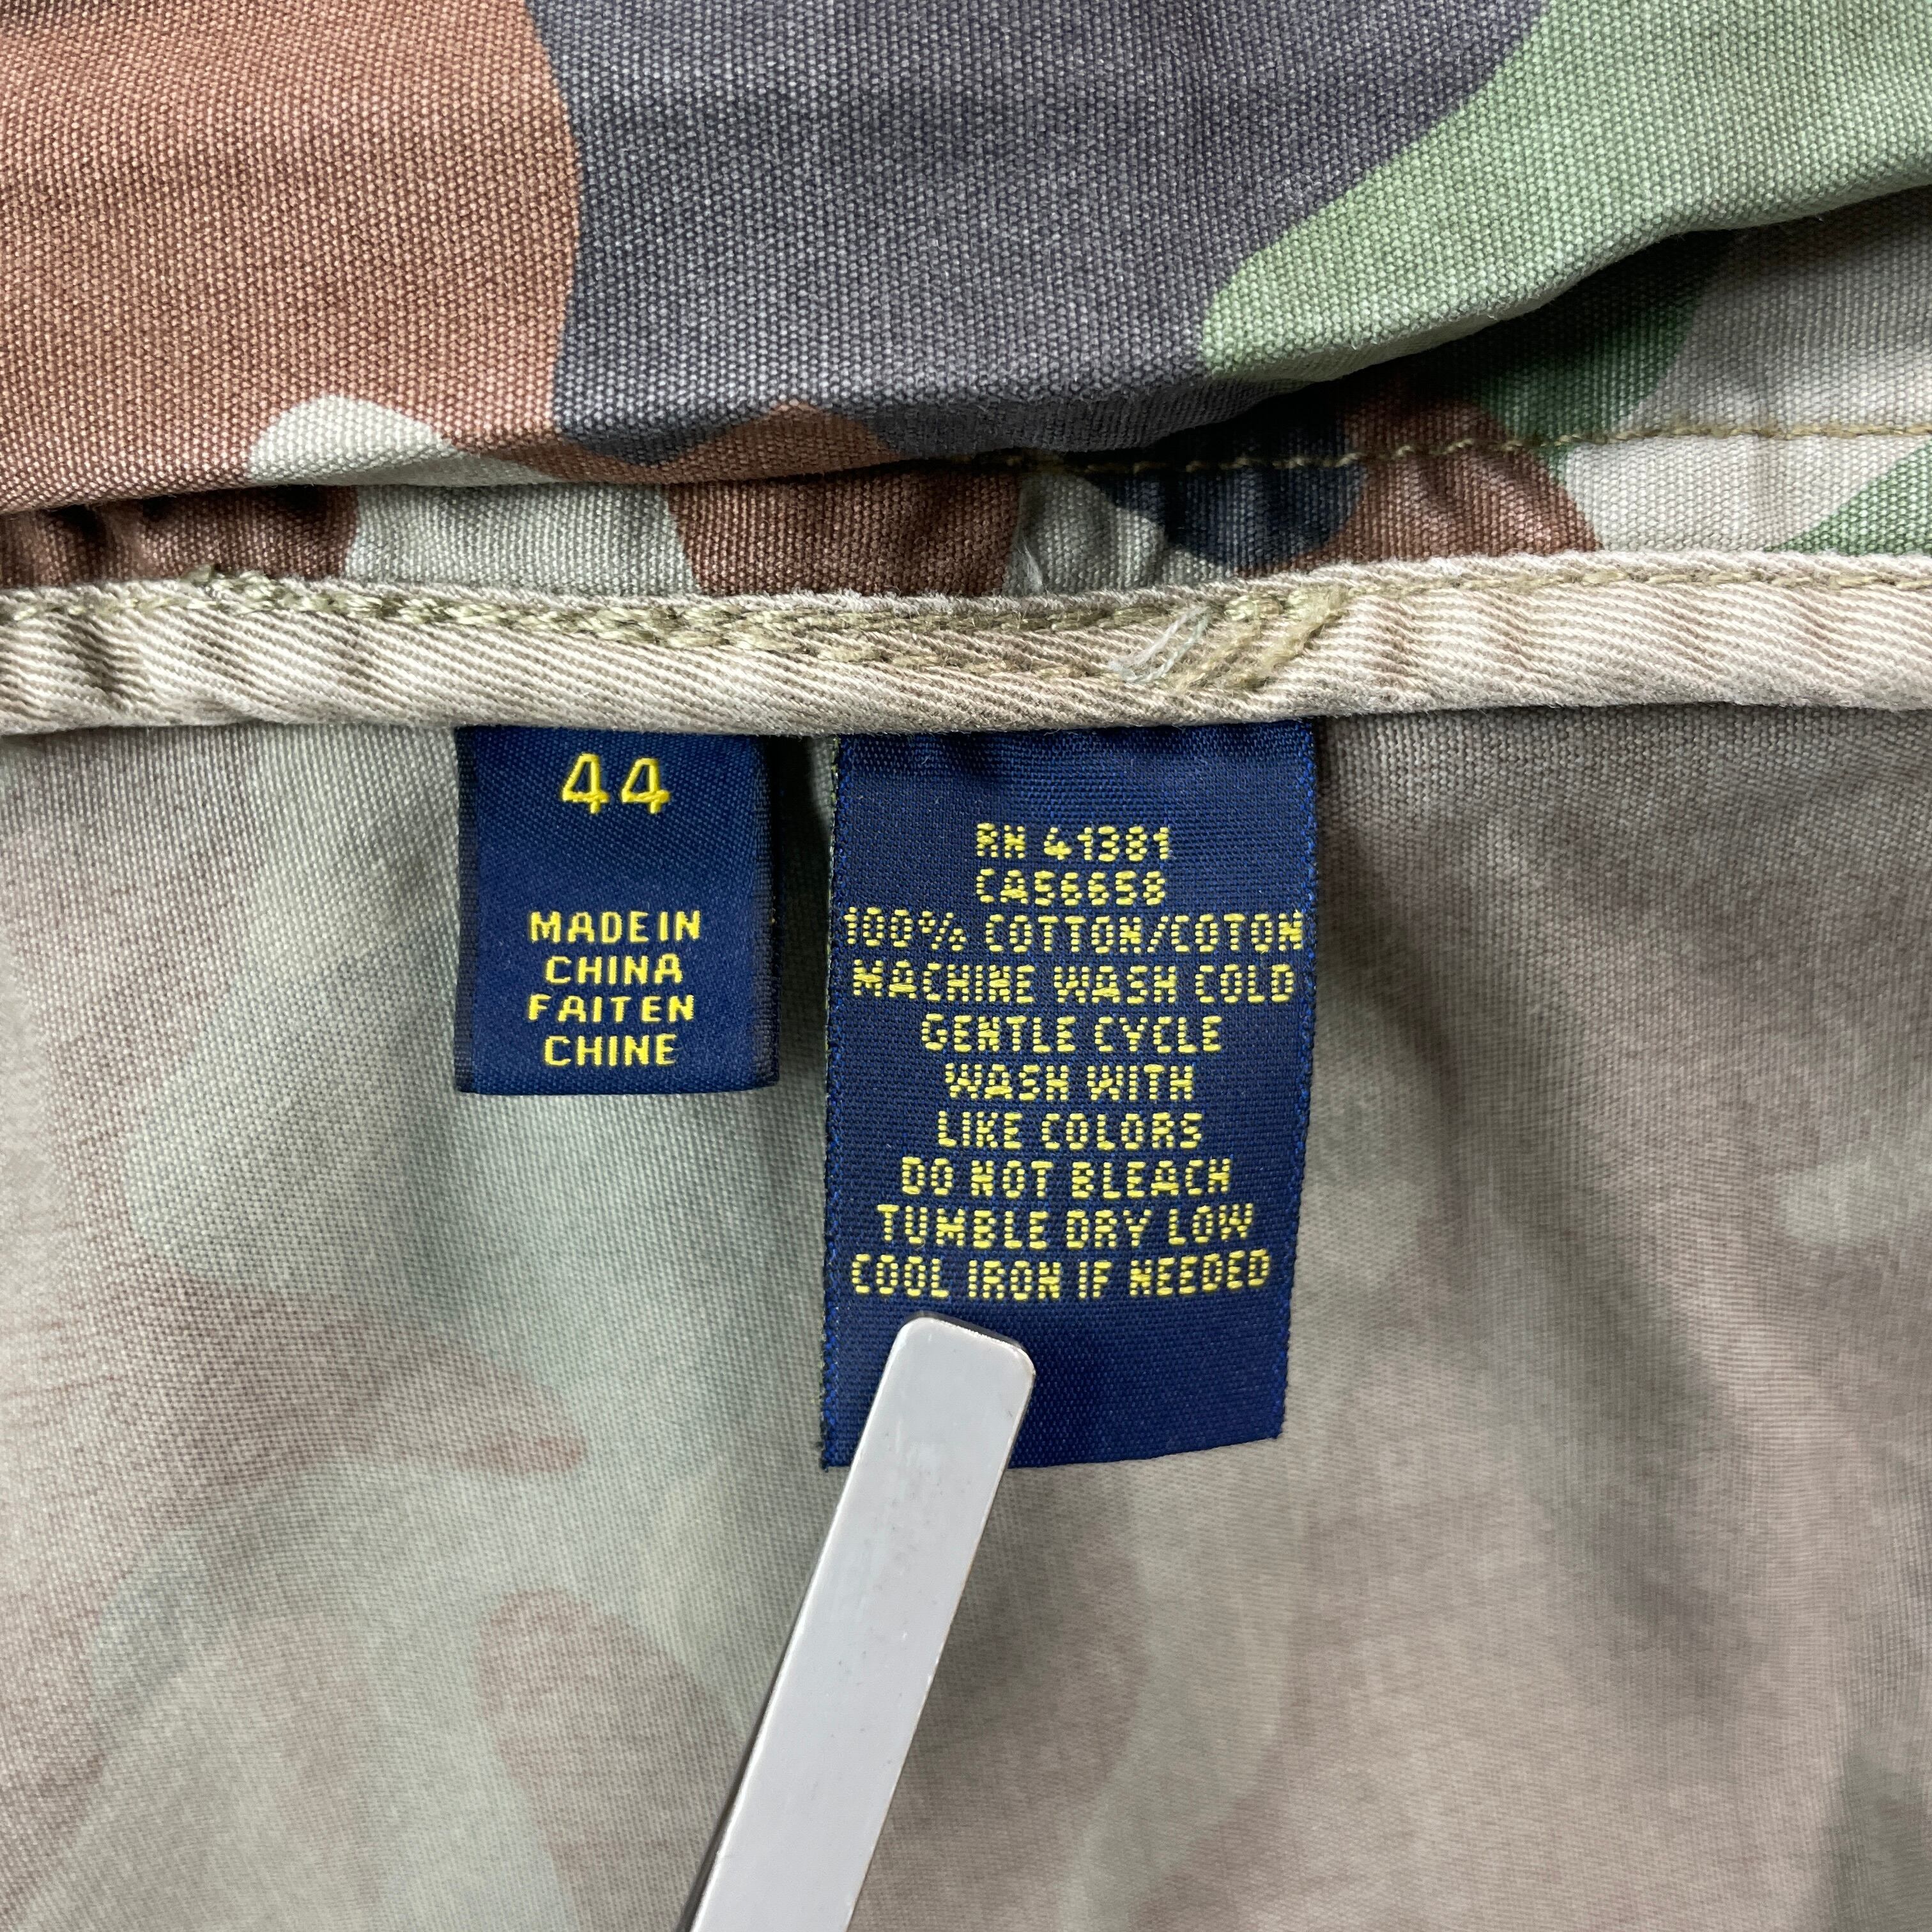 44
MADE IN
CHINA
FAIT EN
CHINE
RN 41381
CA56658
100% COTTON/COTON
MACHINE WASH COLD
GENTLE CYCLE
WASH WITH
LIKE COLORS
DO NOT BLEACH
TUMBLE DRY LOW
COOL IRON IF NEEDED